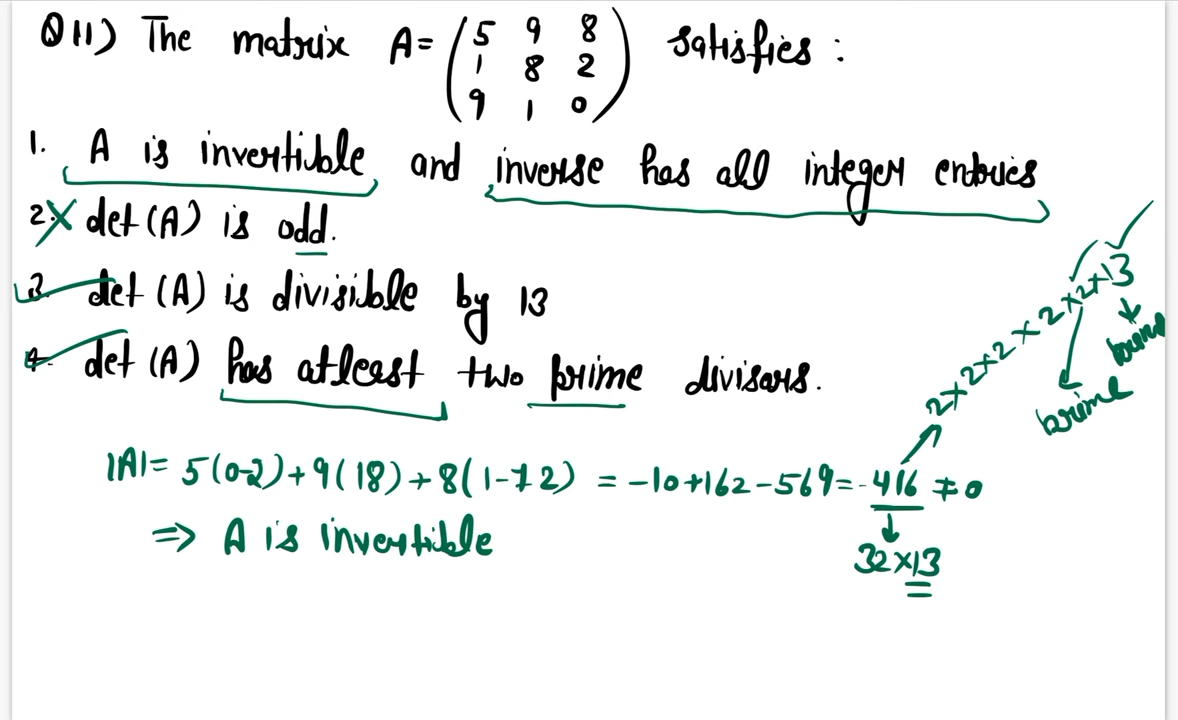 Q11) The matrix A= (5 9 8 satisfies :
1 8 2
9 1 0)
1. A is invertible and inverse has all integer entries
2. det (A) is odd.
3. det (A) is divisible by 13
4. det (A) has atleast two prime divisors.
2×2×2×2×2×13
prime
prime
|A|= 5(0-2)+9(18)+8(1-72) = -10+162-569= -416 ≠0
⇒ A is invertible
32×13